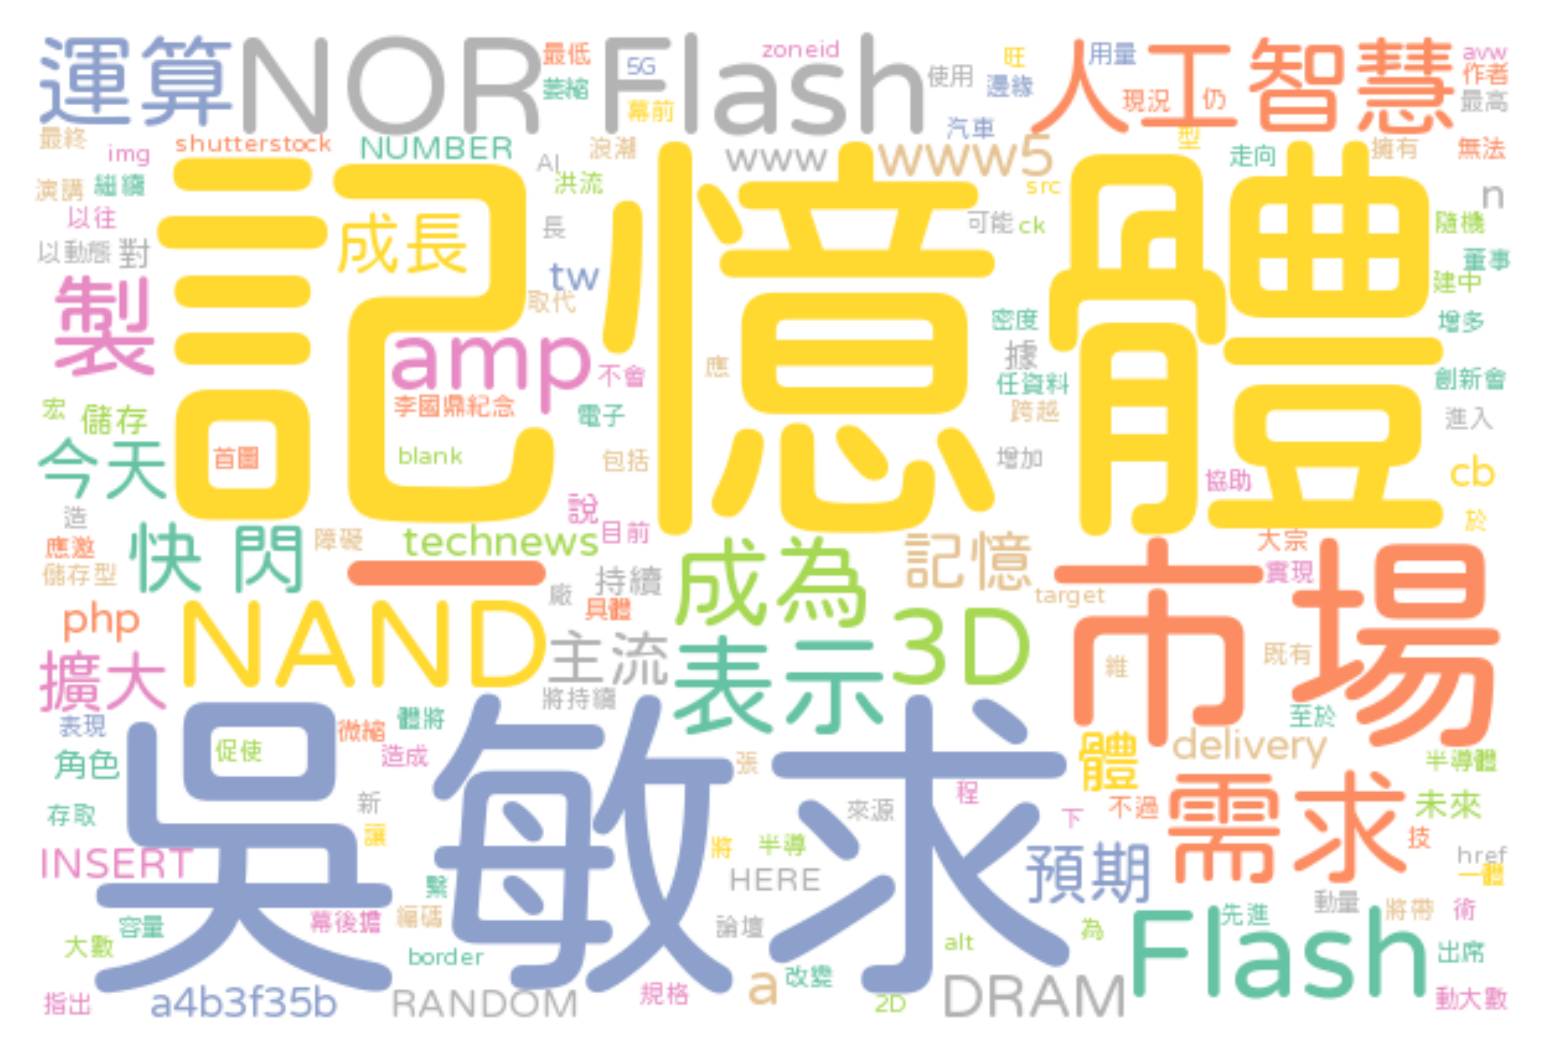 運算 NOR Flash 最低 5G zoneid 旺 用量 人工智慧 avw
萎縮 幕前 使用 邊緣 現況 仍 作者
最高
最終 img shutterstock NUMBER AI 浪潮 www 汽車 www5 型 走向 擁有 無法
演講 繼續 洪流 src n
以往 成長 長 可能 ck 隨機
以動態 對 tw 董事
製 記憶體 取代 建中
amp 不會 應 密度 增多
據 任資料 創新會
宏 儲存 李國鼎紀念 電子 跨越 進入
今天 首圖 blank 包括 增加 協助 cb
造 說 於
應邀 快閃 障礙 technews 目前 成為 記憶 大宗
儲存型 一 持續 實現
廠 具體 target
php NAND 主流 表示 3D 市場
擴大 將持續 維 既有
表現 微縮 體將 至於
角色 促使 造成 張 體 delivery 半導體
存取 吳敏求 新 來源 程 下 不過 需求 未來
讓 將 半導 技
INSERT 緊 HERE 預期 href
一體
容量 幕後擔 編碼 論壇 為 先進 動量 將帶 術
大數 border alt Flash 出席
指出 a4b3f35b RANDOM 規格 a 改變 2D DRAM 動大數